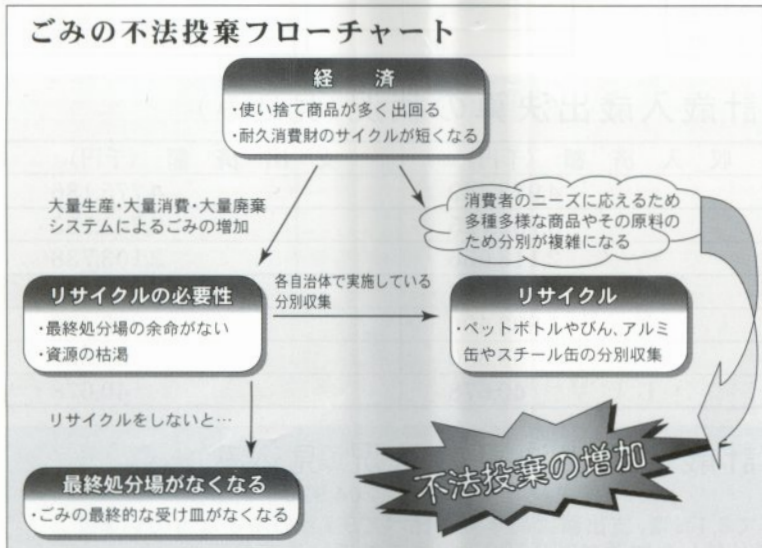 ごみの不法投棄フローチャート
経 済
・使い捨て商品が多く出回る
・耐久消費財のサイクルが短くなる
大量生産・大量消費・大量廃棄
システムによるごみの増加
消費者のニーズに応えるため
多種多様な商品やその原料の
ため分別が複雑になる
リサイクルの必要性
・最終処分場の余命がない
・資源の枯渇
各自治体で実施している
分別収集
リサイクル
・ペットボトルやびん、アルミ
缶やスチール缶の分別収集
リサイクルをしないと…
最終処分場がなくなる
・ごみの最終的な受け皿がなくなる
不法投棄の増加